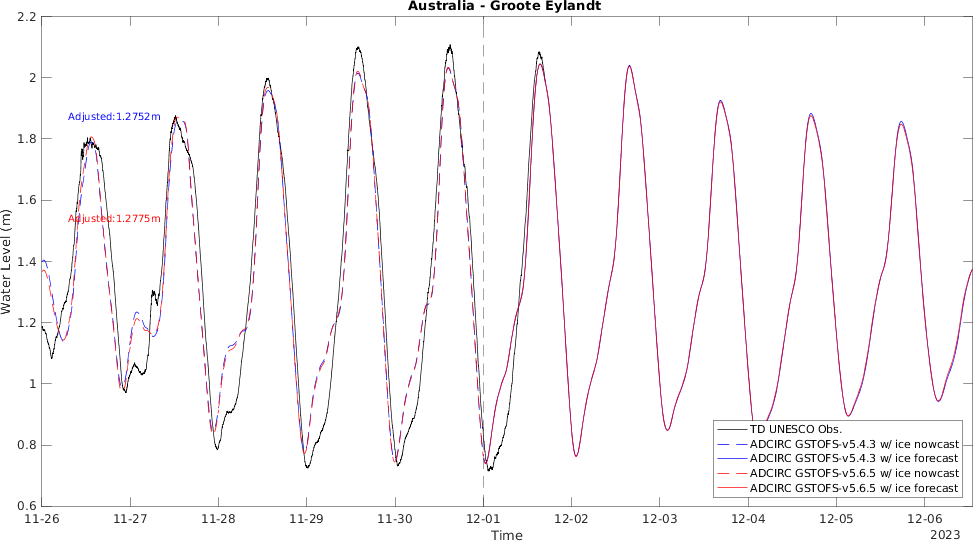 Australia - Groote Eylandt
2.2
2
1.8
1.6
1.4
1.2
1
0.8
0.6
Water Level (m)
Adjusted:1.2752m
Adjusted:1.2775m
TD UNESCO Obs.
ADCIRC GSTOFS-v5.4.3 w/ ice nowcast
ADCIRC GSTOFS-v5.4.3 w/ ice forecast
ADCIRC GSTOFS-v5.6.5 w/ ice nowcast
ADCIRC GSTOFS-v5.6.5 w/ ice forecast
11-26 11-27 11-28 11-29 11-30 12-01 12-02 12-03 12-04 12-05 12-06
Time
2023